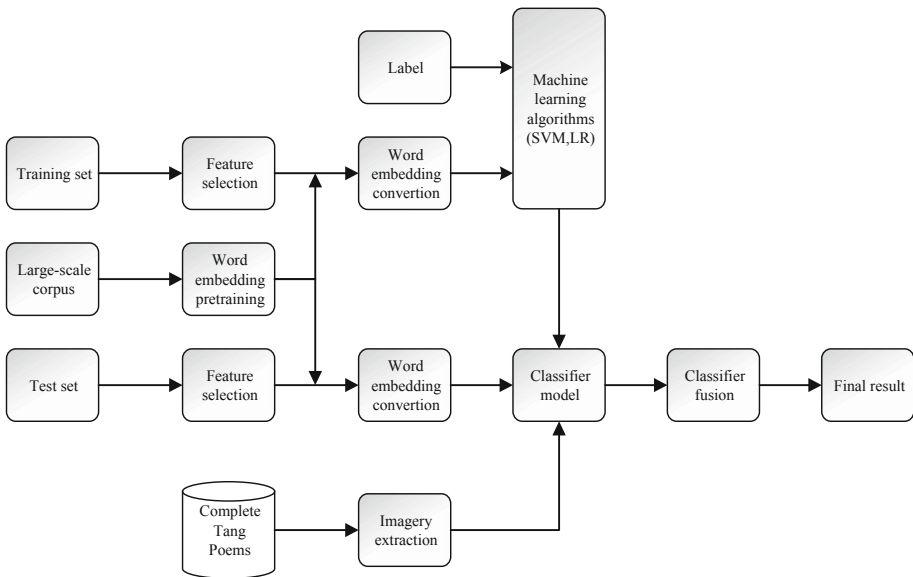 Label
Machine
learning
algorithms
(SVM,LR)
Training set
Feature
selection
Word
embedding
convertion
Large-scale
corpus
Word
embedding
pretraining
Test set
Feature
selection
Word
embedding
convertion
Classifier
model
Classifier
fusion
Final result
Complete
Tang
Poems
Imagery
extraction